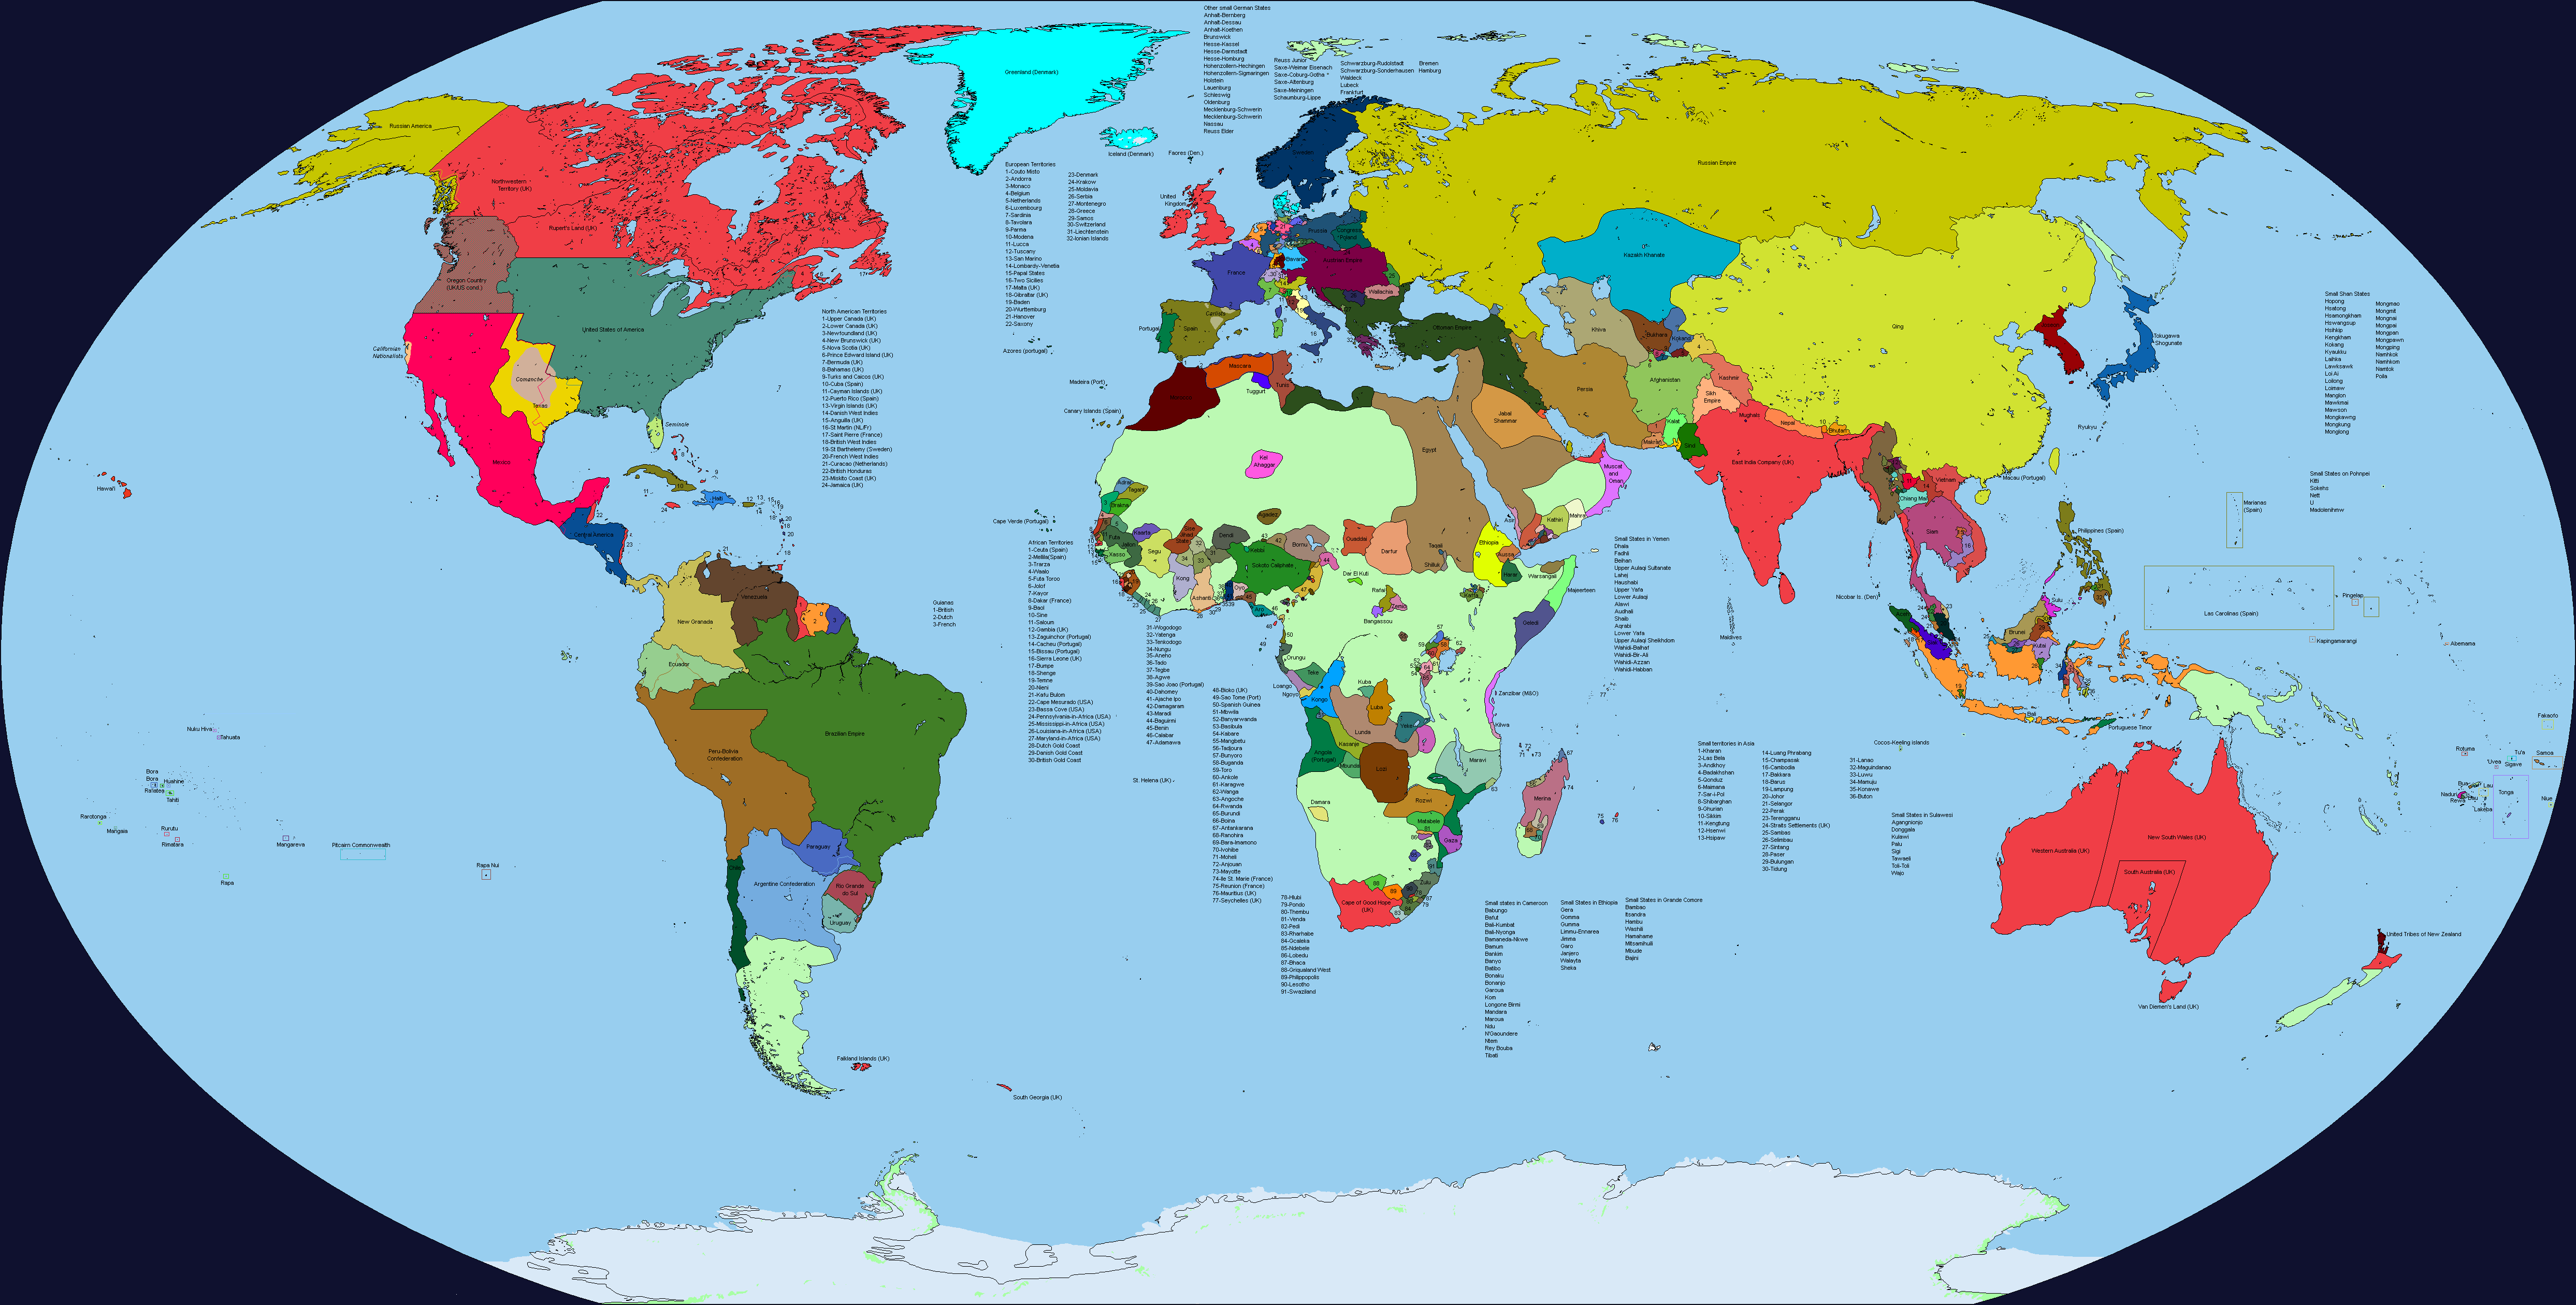 Other small German States
Anhalt-Bernberg
Anhalt-Dessau
Anhalt-Koethen
Brunswick
Hesse-Kassel
Hesse-Darmstadt
Hesse-Homburg
Hohenzollern-Hechingen
Hohenzollern-Sigmaringen
Holstein
Lauenburg
Schleswig
Oldenburg
Mecklenburg-Schwerin
Mecklenburg-Schwerin
Nassau
Reuss Elder
Reuss Junior
Saxe-Weimar Eisenach
Saxe-Coburg-Gotha
Saxe-Altenburg
Saxe-Meiningen
Schaumburg-Lippe
Schwarzburg-Rudolstadt
Schwarzburg-Sonderhausen
Waldeck
Lubeck
Frankfurt
Bremen
Hamburg
Greenland (Denmark)
Iceland (Denmark)
Faores (Den.)
Russian America
Northwestern
Territory (UK)
Rupert's Land (UK)
Oregon Country
(UK/US cond.)
United States of America
Californian
Nationalists
Comanche
Texas
Mexico
Seminole
Hawai'i
Central America
Haiti
European Territories
1-Couto Misto
2-Andorra
3-Monaco
4-Belgium
5-Netherlands
6-Luxembourg
7-Sardinia
8-Tavolara
9-Parma
10-Modena
11-Lucca
12-Tuscany
13-San Marino
14-Lombardy-Venetia
15-Papal States
16-Two Sicilies
17-Malta (UK)
18-Gibraltar (UK)
19-Baden
20-Wurttemburg
21-Hanover
22-Saxony
23-Denmark
24-Krakow
25-Moldavia
26-Serbia
27-Montenegro
28-Greece
29-Samos
30-Switzerland
31-Liechtenstein
32-Ionian Islands
North American Territories
1-Upper Canada (UK)
2-Lower Canada (UK)
3-Newfoundland (UK)
4-New Brunswick (UK)
5-Nova Scotia (UK)
6-Prince Edward Island (UK)
7-Bermuda (UK)
8-Bahamas (UK)
9-Turks and Caicos (UK)
10-Cuba (Spain)
11-Cayman Islands (UK)
12-Puerto Rico (Spain)
13-Virgin Islands (UK)
14-Danish West Indies
15-Anguilla (UK)
16-St Martin (NL/Fr)
17-Saint Pierre (France)
18-British West Indies
19-St Barthelemy (Sweden)
20-French West Indies
21-Curacao (Netherlands)
22-British Honduras
23-Miskito Coast (UK)
24-Jamaica (UK)
United
Kingdom
Sweden
Prussia
Congress
Poland
Bavaria
Austrian Empire
France
Wallachia
Portugal
Spain
Carlists
Ottoman Empire
Azores (portugal)
Madeira (Port)
Canary Islands (Spain)
Cape Verde (Portugal)
Russian Empire
Kazakh Khanate
Khiva
Bukhara
Kokand
Qing
Korea
Tokugawa
Shogunate
Ryukyu
Persia
Afghanistan
Kashmir
Sikh
Empire
Mughals
Nepal
Bhutan
Kalat
Makran
Sind
East India Company (UK)
Jabal
Shammar
Muscat
and
Oman
Mahra
Kathiri
Asir
Morocco
Mascara
Tuggurt
Tunis
Egypt
Kel
Ahaggar
Adrar
Tagant
Brakna
Kaarta
Segu
Futa
Jallon
Xasso
Kong
Ashanti
Dendi
Kebbi
Agadez
Sokoto Caliphate
Bornu
Oyo
Aro
Ouaddai
Darfur
Taqali
Shilluk
Ethiopia
Aussa
Harar
Warsangali
Majeerteen
Geledi
Dar El Kuti
Rafai
Zemio
Bangassou
Kaffa
Orungu
Loango
Ngoyo
Teke
Kongo
Kuba
Luba
Lunda
Yeke
Kasanje
Mbunda
Angola
(Portugal)
Lozi
Zanzibar (M&O)
Kilwa
Maravi
Rozwi
Matabele
Gaza
Damara
Zulu
Cape of Good Hope
(UK)
Merina
St. Helena (UK)
African Territories
1-Ceuta (Spain)
2-Melilla(Spain)
3-Trarza
4-Waalo
5-Futa Toroo
6-Jolof
7-Kayor
8-Dakar (France)
9-Baol
10-Sine
11-Saloum
12-Gambia (UK)
13-Zaguinchor (Portugal)
14-Cacheu (Portugal)
15-Bissau (Portugal)
16-Sierra Leone (UK)
17-Bumpe
18-Shenge
19-Temne
20-Nieni
21-Kafu Bulom
22-Cape Mesurado (USA)
23-Bassa Cove (USA)
24-Pennsylvania-in-Africa (USA)
25-Mississippi-in-Africa (USA)
26-Louisiana-in-Africa (USA)
27-Maryland-in-Africa (USA)
28-Dutch Gold Coast
29-Danish Gold Coast
30-British Gold Coast
31-Wogodogo
32-Yatenga
33-Tenkodogo
34-Nungu
35-Aneho
36-Tado
37-Tegbe
38-Agwe
39-Sao Joao (Portugal)
40-Dahomey
41-Ajache Ipo
42-Damagaram
43-Maradi
44-Baguirmi
45-Benin
46-Calabar
47-Adamawa
48-Bioko (UK)
49-Sao Tome (Port)
50-Spanish Guinea
51-Mbwila
52-Banyarwanda
53-Basibula
54-Kabare
55-Mangbetu
56-Tadjoura
57-Bunyoro
58-Buganda
59-Toro
60-Ankole
61-Karagwe
62-Wanga
63-Angoche
64-Rwanda
65-Burundi
66-Boina
67-Antankarana
68-Ranohira
69-Bara-Imamono
70-Ivohibe
71-Moheli
72-Anjouan
73-Mayotte
74-Ile St. Marie (France)
75-Reunion (France)
76-Mauritius (UK)
77-Seychelles (UK)
78-Hlubi
79-Pondo
80-Thembu
81-Venda
82-Pedi
83-Rharhabe
84-Gcaleka
85-Ndebele
86-Lobedu
87-Bhaca
88-Griqualand West
89-Philippopolis
90-Lesotho
91-Swaziland
Small states in Cameroon
Babungo
Bafut
Bali-Kumbat
Bali-Nyonga
Bamaneda-Nkwe
Bamum
Bankim
Banyo
Batibo
Bonaku
Bonanjo
Garoua
Kom
Longone Birmi
Mandara
Maroua
Ndu
N'Gaoundere
Ntem
Rey Bouba
Tibati
Small States in Ethiopia
Gera
Gomma
Gumma
Limmu-Ennarea
Jimma
Garo
Janjero
Walayta
Sheka
Small States in Grande Comore
Bambao
Itsandra
Hambu
Washili
Hamahame
Mitsamihuli
Mbude
Bajini
Small States in Yemen
Dhala
Fadhli
Beihan
Upper Aulaqi Sultanate
Lahej
Haushabi
Upper Yafa
Lower Aulaqi
Alawi
Audhali
Shaib
Aqrabi
Lower Yafa
Upper Aulaqi Sheikhdom
Wahidi-Balhaf
Wahidi-Bir-Ali
Wahidi-Azzan
Wahidi-Habban
Guianas
1-British
2-Dutch
3-French
Venezuela
New Granada
Ecuador
Peru-Bolivia
Confederation
Brazilian Empire
Paraguay
Argentine Confederation
Rio Grande
do Sul
Uruguay
Chile
Falkland Islands (UK)
South Georgia (UK)
Small Shan States
Hopong
Hsatong
Hsamongkham
Hswangsup
Hsihkip
Kengkham
Kokang
Kyaukku
Laihka
Lawksawk
Loi Ai
Loilong
Loimaw
Manglon
Mawkmai
Mawson
Mongkawng
Mongkung
Monglong
Mongmao
Mongmit
Mongnai
Mongpai
Mongpan
Mongpawn
Mongping
Namhkok
Namhkom
Namtok
Poila
Small States on Pohnpei
Kitti
Sokehs
Nett
U
Madolenihmw
Macau (Portugal)
Vietnam
Chiang Mai
Siam
Nicobar Is. (Den)
Maldives
Philippines (Spain)
Marianas
(Spain)
Las Carolinas (Spain)
Pingelap
Kapingamarangi
Abemama
Sulu
Brunei
Kutai
Bali
Portuguese Timor
Cocos-Keeling islands
Small territories in Asia
1-Kharan
2-Las Bela
3-Andkhoy
4-Badakhshan
5-Qonduz
6-Maimana
7-Sar-i-Pol
8-Shibarghan
9-Ghurian
10-Sikkim
11-Kengtung
12-Hsenwi
13-Hsipaw
14-Luang Phrabang
15-Champasak
16-Cambodia
17-Bakkara
18-Barus
19-Lampung
20-Johor
21-Selangor
22-Perak
23-Terengganu
24-Straits Settlements (UK)
25-Sambas
26-Selimbau
27-Sintang
28-Paser
29-Bulungan
30-Tidung
31-Lanao
32-Maguindanao
33-Luwu
34-Mamuju
35-Konawe
36-Buton
Small States in Sulawesi
Agangnionjo
Donggala
Kulawi
Palu
Sigi
Tawaeli
Toli-Toli
Wajo
Western Australia (UK)
New South Wales (UK)
South Australia (UK)
Van Diemen's Land (UK)
United Tribes of New Zealand
Fakaofo
Rotuma
Tu'a
Samoa
'Uvea
Sigave
Bua
Lau
Naduri
Rewa
Lakeba
Tonga
Niue
Nuku Hiva
Tahuata
Bora
Bora
Huahine
Raiatea
Tahiti
Rarotonga
Mangaia
Rurutu
Rimatara
Mangareva
Pitcairn Commonwealth
Rapa
Rapa Nui